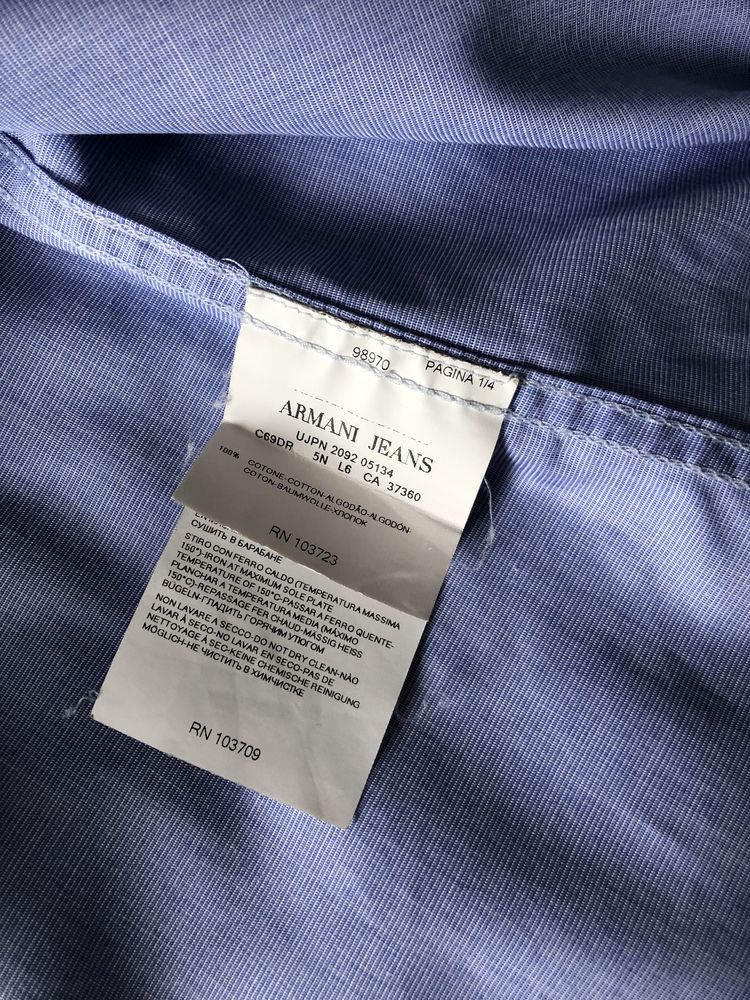 98970 PAGINA 1/4
ARMANI JEANS
UJPN 2092 05134
C69DR 5N L6 CA 37360
100% COTONE-COTTON-ALGODÃO-ALGODÓN-
COTON-BAUMWOLLE-ХЛОПОК
RN 103723
СУШИТЬ В БАРАБАНЕ
STIRO CON FERRO CALDO (TEMPERATURA MASSIMA
150°)-IRON AT MAXIMUM SOLE PLATE
TEMPERATURE OF 150°C-PASSAR A FERRO QUENTE-
PLANCHAR A TEMPERATURA MEDIA (MÁXIMO
150°C)-REPASSAGE FER CHAUD-MÄSSIG HEISS
BÜGELN-ГЛАДИТЬ ГОРЯЧИМ УТЮГОМ
NON LAVARE A SECCO-DO NOT DRY CLEAN-NÃO
LAVAR À SECO-NO LAVAR EN SECO-PAS DE
NETTOYAGE À SEC-KEINE CHEMISCHE REINIGUNG
MÖGLICH-НЕ ЧИСТИТЬ В ХИМЧИСТКЕ
RN 103709